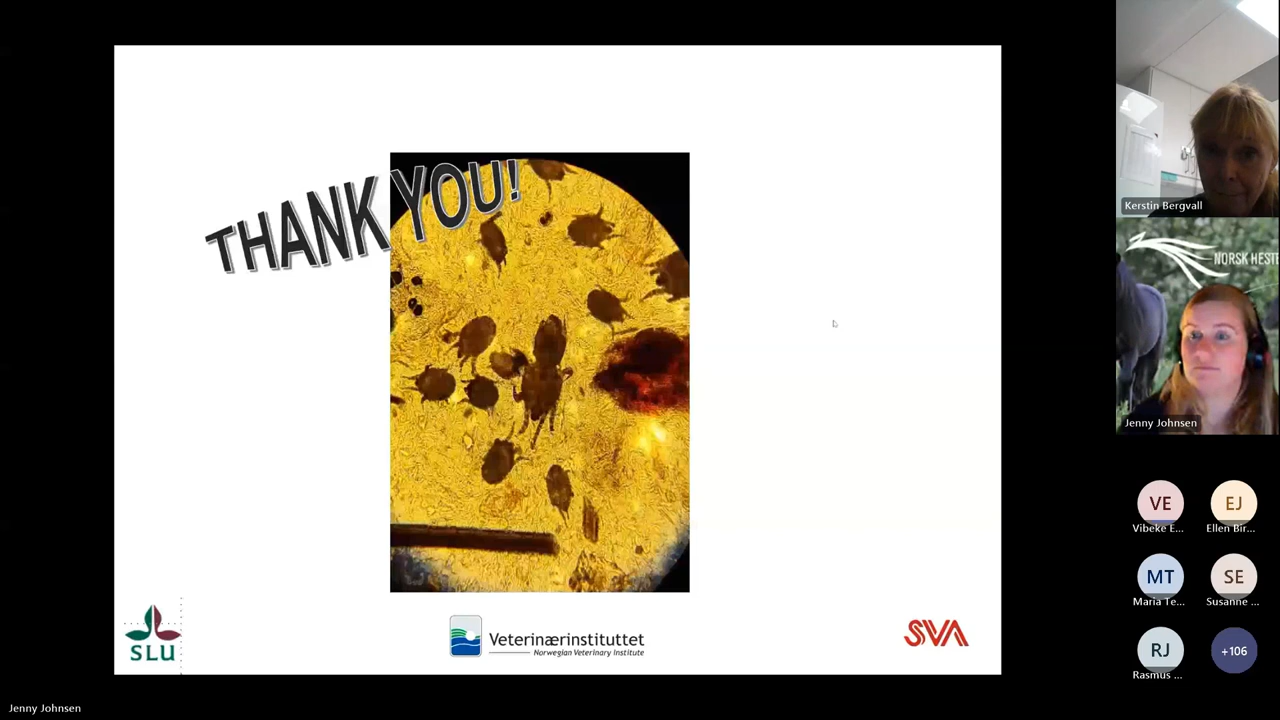 THANK YOU!
SLU
Veterinærinstituttet
Norwegian Veterinary Institute
SVA
Kerstin Bergvall
NORSK HESTE
Jenny Johnsen
VE
EJ
Vibeke E...
Ellen Bir...
MT
SE
Maria Te...
Susanne ...
RJ
+106
Rasmus ...
Jenny Johnsen